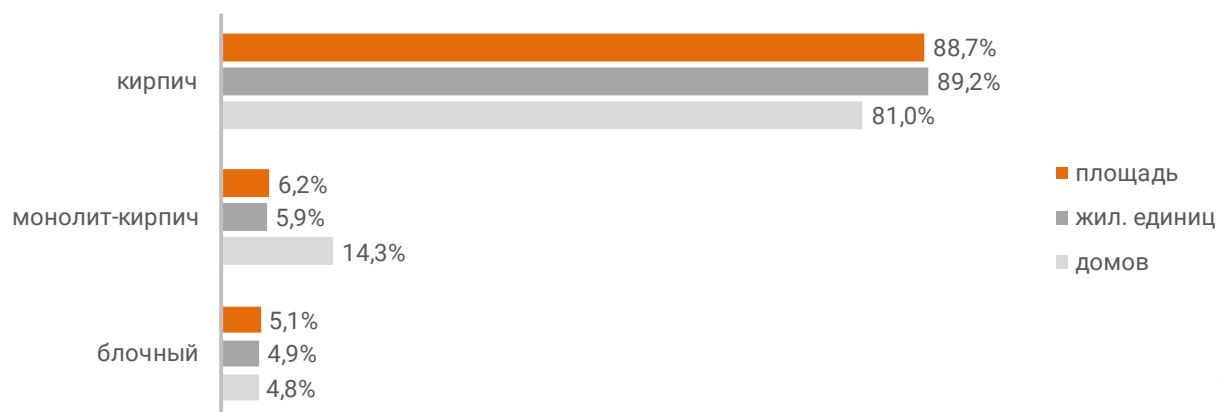 кирпич
88,7%
89,2%
81,0%
монолит-кирпич
6,2%
5,9%
14,3%
блочный
5,1%
4,9%
4,8%
площадь
жил. единиц
домов